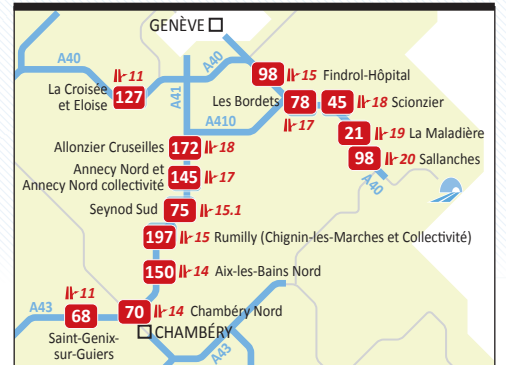 GENÈVE
A40
A40
11
La Croisée
et Eloise
127
A41
98
15 Findrol-Hôpital
Les Bordets
78
45
18 Scionzier
17
A410
21
19 La Maladière
98
20 Sallanches
A40
Allonzier Cruseilles
172
18
Annecy Nord et
Annecy Nord collectivité
145
17
Seynod Sud
75
15.1
197
15 Rumilly (Chignin-les-Marches et Collectivité)
150
14 Aix-les-Bains Nord
11
A43
68
70
14 Chambéry Nord
Saint-Genix-
sur-Guiers
CHAMBÉRY
A43